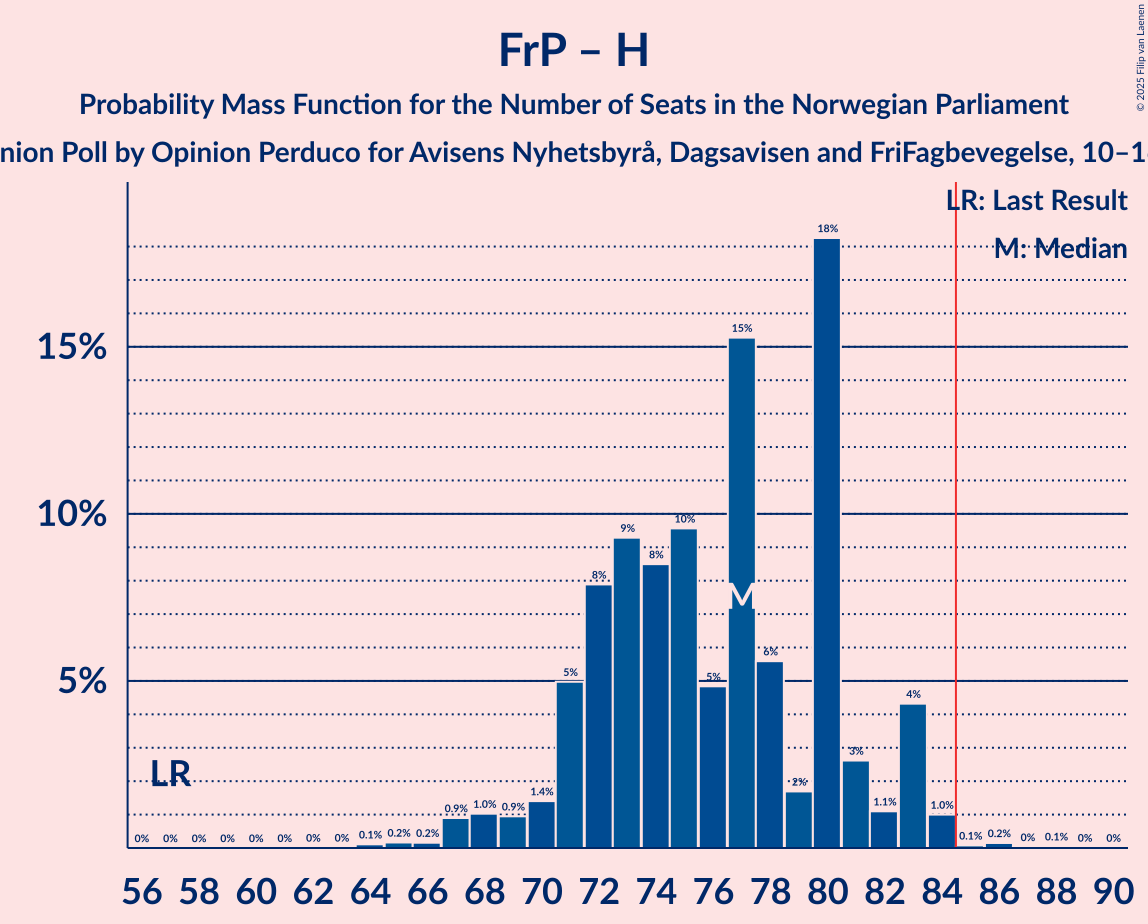 FrP – H
Probability Mass Function for the Number of Seats in the Norwegian Parliament
nion Poll by Opinion Perduco for Avisens Nyhetsbyrå, Dagsavisen and FriFagbevegelse, 10–1
© 2025 Filip van Laenen
LR: Last Result
M: Median
15%
10%
5%
LR
M
0% 0% 0% 0% 0% 0% 0% 0% 0.1% 0.2% 0.2% 0.9% 1.0% 0.9% 1.4% 5% 8% 9% 8% 10% 5% 15% 6% 2% 18% 3% 1.1% 4% 1.0% 0.1% 0.2% 0% 0.1% 0% 0%
56 58 60 62 64 66 68 70 72 74 76 78 80 82 84 86 88 90